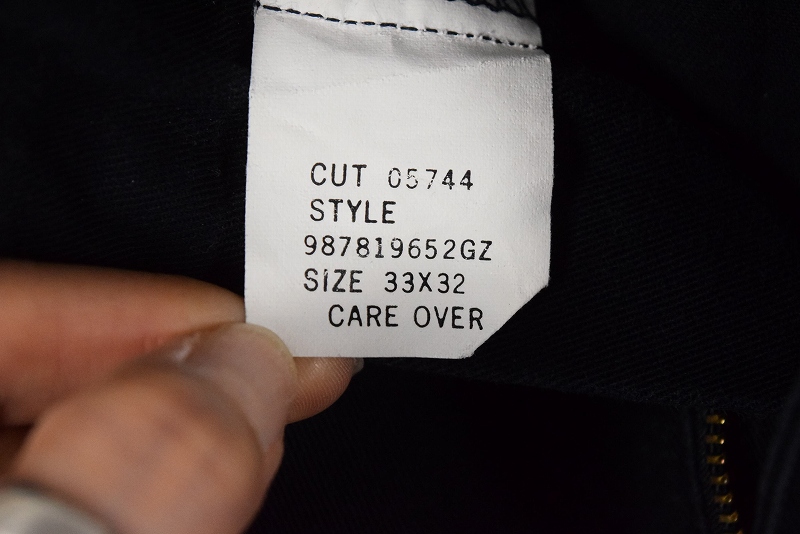 CUT 05744
STYLE
987819652GZ
SIZE 33X32
CARE OVER